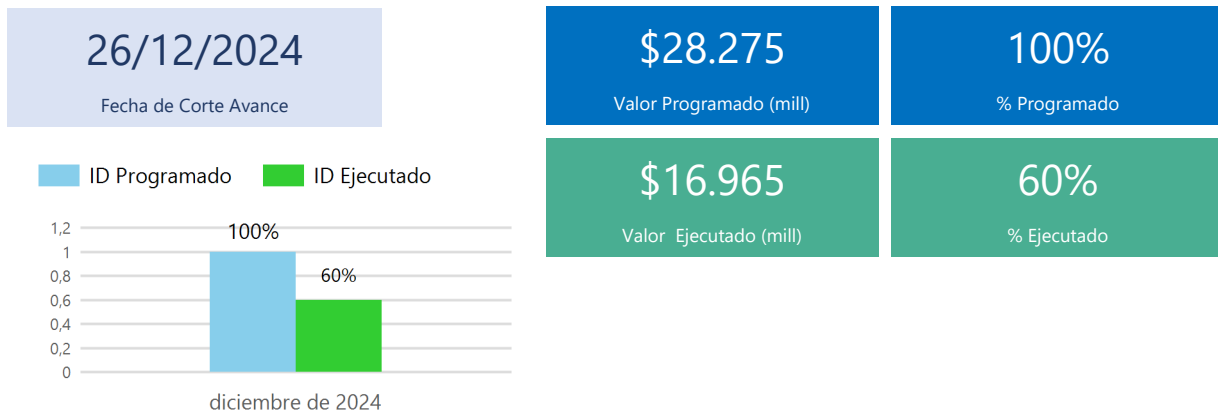 26/12/2024
Fecha de Corte Avance
$28.275
Valor Programado (mill)
100%
% Programado
$16.965
Valor  Ejecutado (mill)
60%
% Ejecutado
ID Programado
ID Ejecutado
1,2
1
0,8
0,6
0,4
0,2
0
100%
60%
diciembre de 2024